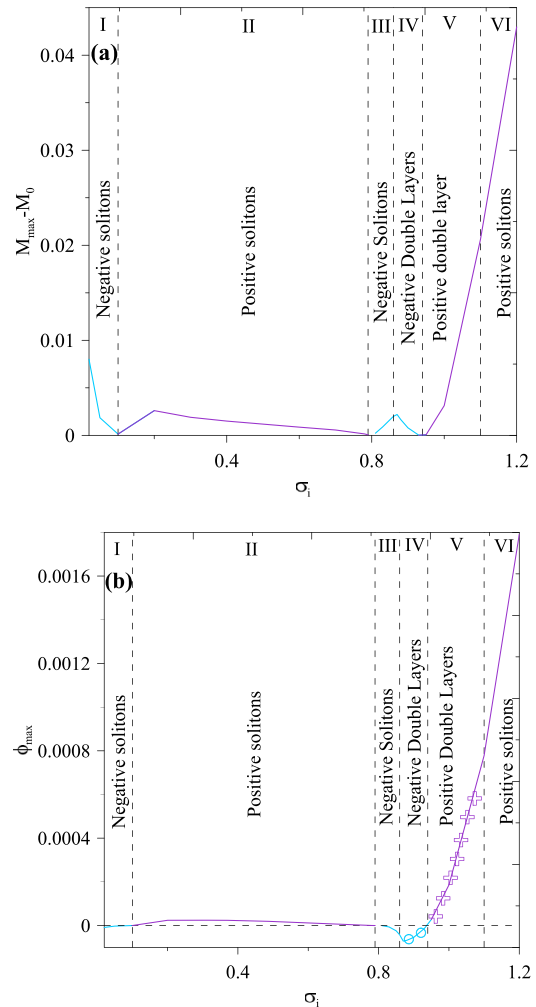 I II III IV V VI
(a)
0.04
0.03
0.02
0.01
0
M_max-M_0
Negative solitons
Positive solitons
Negative Solitons
Negative Double Layers
Positive double layer
Positive solitons
0.4 0.8 1.2
σ_i
I II III IV V VI
(b)
0.0016
0.0012
0.0008
0.0004
0
ϕ_max
Negative solitons
Positive solitons
Negative Solitons
Negative Double Layers
Positive Double Layers
Positive solitons
0.4 0.8 1.2
σ_i